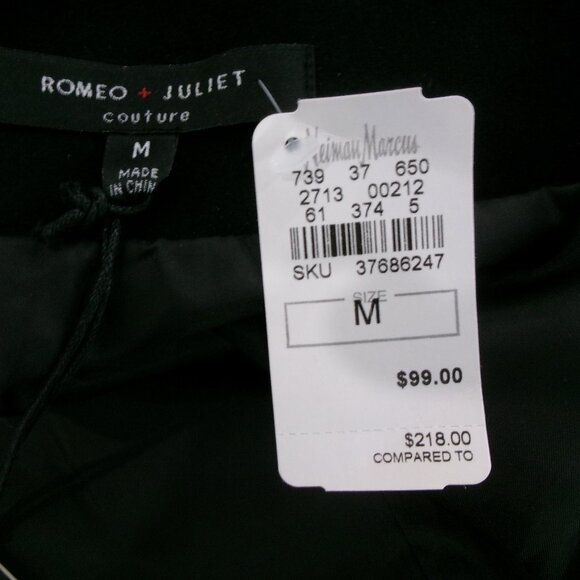 ROMEO + JULIET
couture
M
MADE
IN CHINA
Neiman Marcus
739 37 650
2713 00212
61 374 5
SKU 37686247
SIZE
M
$99.00
$218.00
COMPARED TO